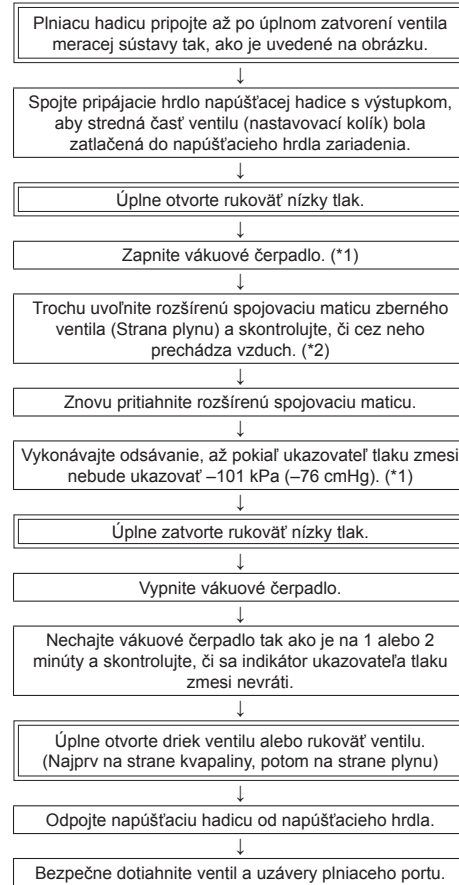 Plniacu hadicu pripojte až po úplnom zatvorení ventila
meracej sústavy tak, ako je uvedené na obrázku.
↓
Spojte pripájacie hrdlo napúšťacej hadice s výstupkom,
aby stredná časť ventilu (nastavovací kolík) bola
zatlačená do napúšťacieho hrdla zariadenia.
↓
Úplne otvorte rukoväť nízky tlak.
↓
Zapnite vákuové čerpadlo. (*1)
↓
Trochu uvoľnite rozšírenú spojovaciu maticu zberného
ventila (Strana plynu) a skontrolujte, či cez neho
prechádza vzduch. (*2)
↓
Znovu pritiahnite rozšírenú spojovaciu maticu.
↓
Vykonávajte odsávanie, až pokiaľ ukazovateľ tlaku zmesi
nebude ukazovať –101 kPa (–76 cmHg). (*1)
↓
Úplne zatvorte rukoväť nízky tlak.
↓
Vypnite vákuové čerpadlo.
↓
Nechajte vákuové čerpadlo tak ako je na 1 alebo 2
minúty a skontrolujte, či sa indikátor ukazovateľa tlaku
zmesi nevráti.
↓
Úplne otvorte driek ventilu alebo rukoväť ventilu.
(Najprv na strane kvapaliny, potom na strane plynu)
↓
Odpojte napúšťaciu hadicu od napúšťacieho hrdla.
↓
Bezpečne dotiahnite ventil a uzávery plniaceho portu.